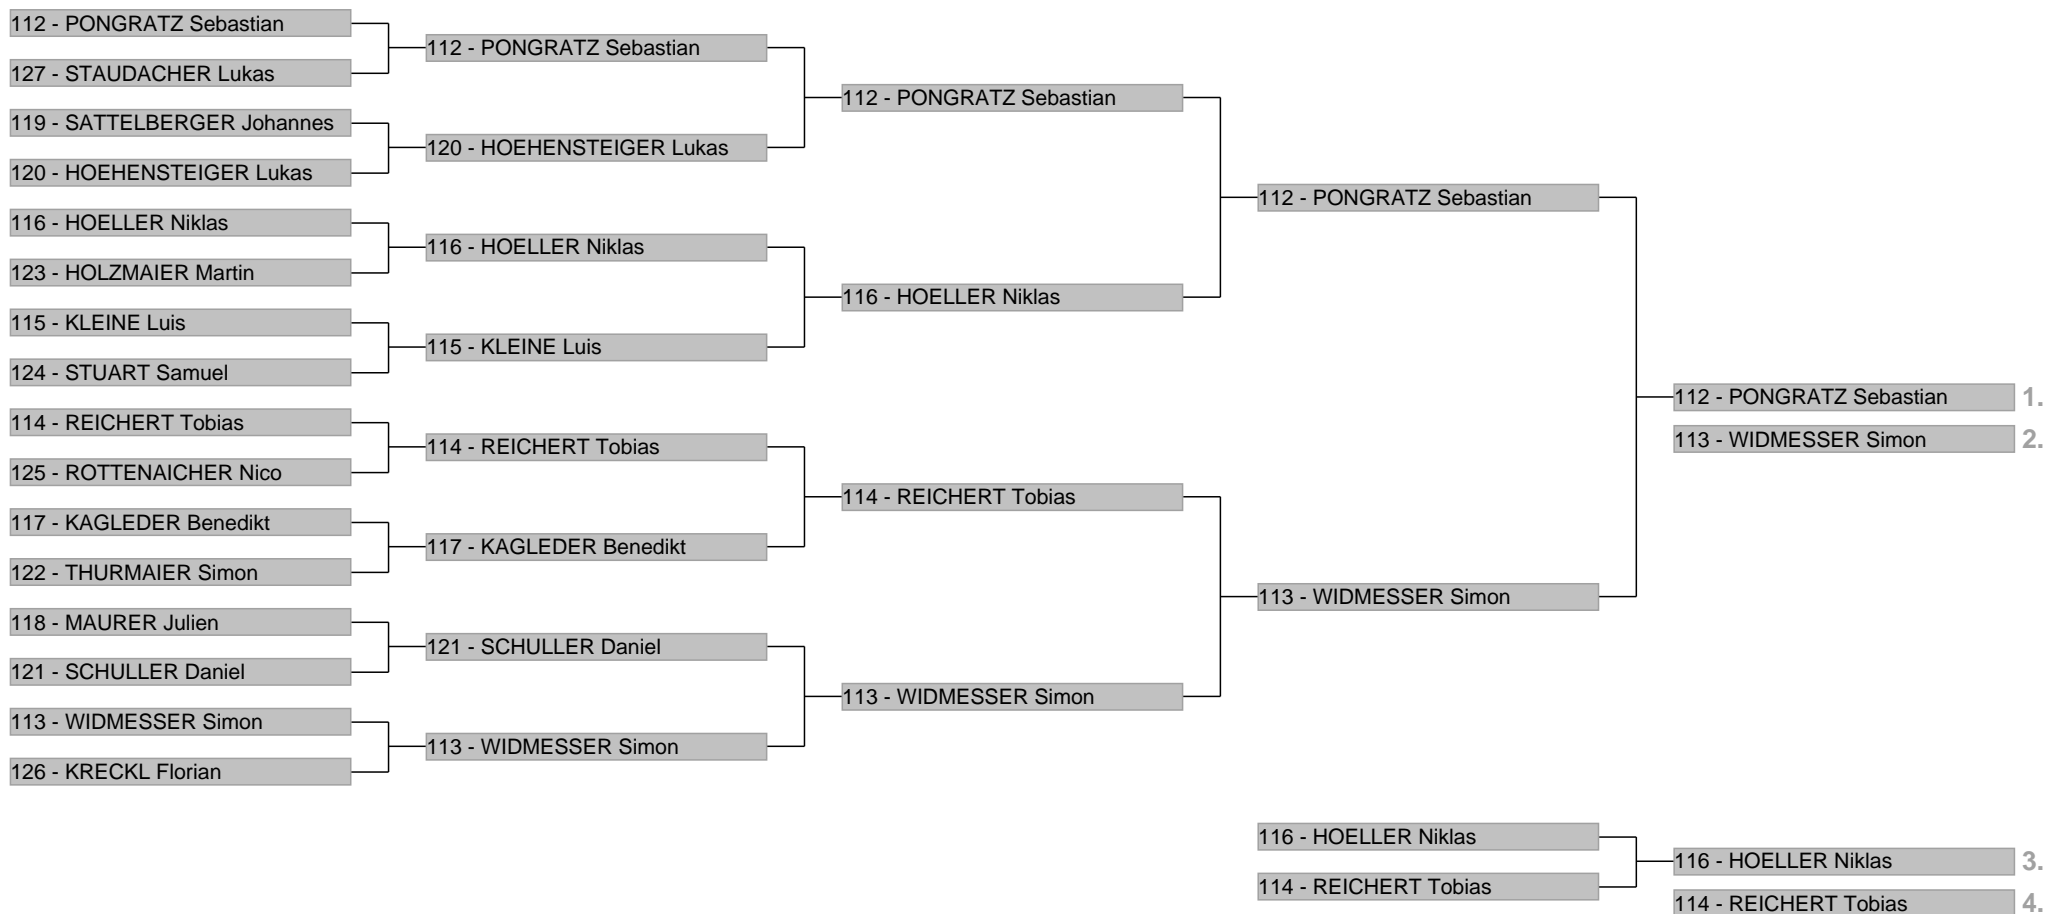 112 - PONGRATZ Sebastian
127 - STAUDACHER Lukas
119 - SATTELBERGER Johannes
120 - HOEHENSTEIGER Lukas
116 - HOELLER Niklas
123 - HOLZMAIER Martin
115 - KLEINE Luis
124 - STUART Samuel
114 - REICHERT Tobias
125 - ROTTENAICHER Nico
117 - KAGLEDER Benedikt
122 - THURMAIER Simon
118 - MAURER Julien
121 - SCHULLER Daniel
113 - WIDMESSER Simon
126 - KRECKL Florian
112 - PONGRATZ Sebastian
120 - HOEHENSTEIGER Lukas
116 - HOELLER Niklas
115 - KLEINE Luis
114 - REICHERT Tobias
117 - KAGLEDER Benedikt
121 - SCHULLER Daniel
113 - WIDMESSER Simon
112 - PONGRATZ Sebastian
116 - HOELLER Niklas
114 - REICHERT Tobias
113 - WIDMESSER Simon
112 - PONGRATZ Sebastian
113 - WIDMESSER Simon
112 - PONGRATZ Sebastian 1.
113 - WIDMESSER Simon 2.
116 - HOELLER Niklas
114 - REICHERT Tobias
116 - HOELLER Niklas 3.
114 - REICHERT Tobias 4.